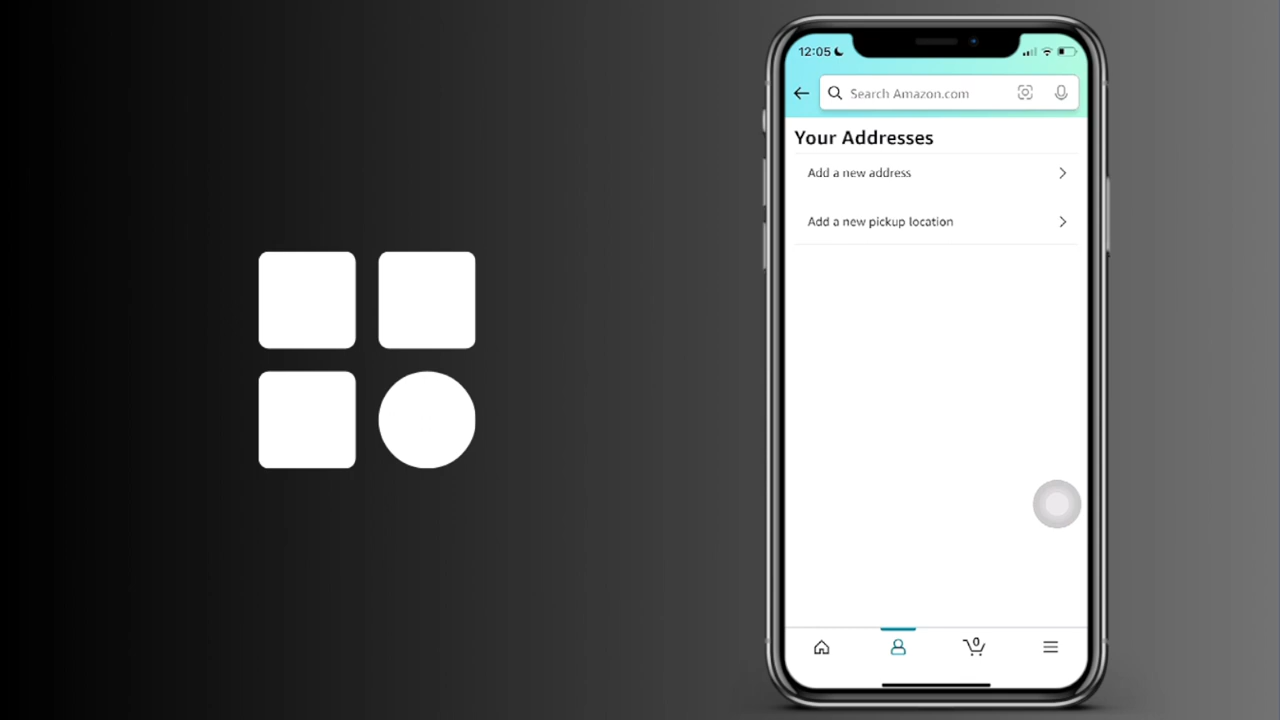 12:05
Search Amazon.com
Your Addresses
Add a new address
Add a new pickup location
0